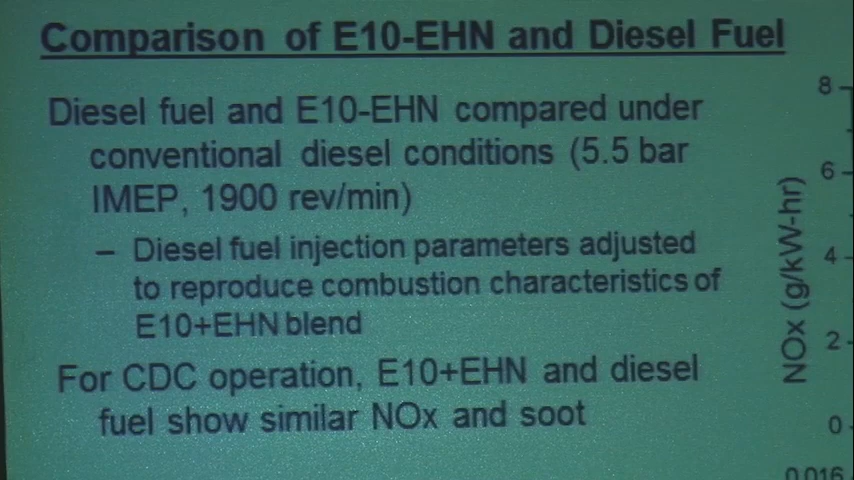 Comparison of E10-EHN and Diesel Fuel
Diesel fuel and E10-EHN compared under
conventional diesel conditions (5.5 bar
IMEP, 1900 rev/min)
– Diesel fuel injection parameters adjusted
to reproduce combustion characteristics of
E10+EHN blend
For CDC operation, E10+EHN and diesel
fuel show similar NOx and soot
8
6
4
2
0
NOx (g/kW-hr)
0.016